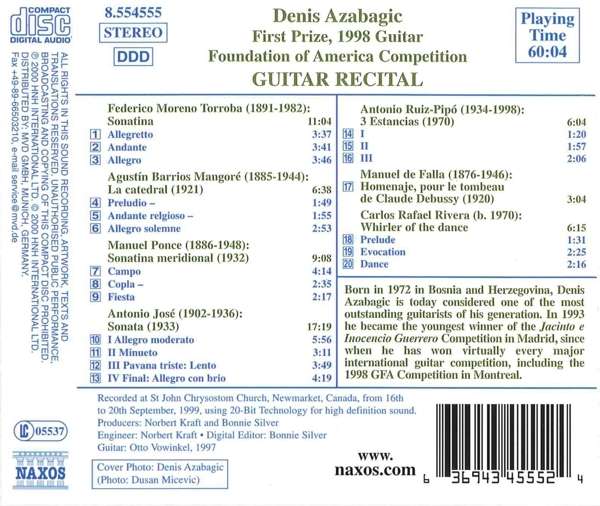 COMPACT
disc
DIGITAL AUDIO
8.554555
STEREO
DDD
Denis Azabagic
First Prize, 1998 Guitar
Foundation of America Competition
GUITAR RECITAL
Playing
Time
60:04
ALL RIGHTS IN THIS SOUND RECORDING, ARTWORK, TEXTS AND
TRANSLATIONS RESERVED. UNAUTHORISED PUBLIC PERFORMANCE,
BROADCASTING AND COPYING OF THIS COMPACT DISC PROHIBITED.
℗ 2000 HNH INTERNATIONAL LTD. © 2000 HNH INTERNATIONAL LTD.
DISTRIBUTED BY: MVD GMBH, MUNICH, GERMANY.
Fax +49-89-66503210, e-mail service@mvd.de
Federico Moreno Torroba (1891-1982):
Sonatina 11:04
1 Allegretto 3:37
2 Andante 3:41
3 Allegro 3:46
Agustín Barrios Mangoré (1885-1944):
La catedral (1921) 6:38
4 Preludio – 1:49
5 Andante relgioso – 1:55
6 Allegro solemne 2:53
Manuel Ponce (1886-1948):
Sonatina meridional (1932) 9:08
7 Campo 4:14
8 Copla – 2:35
9 Fiesta 2:17
Antonio José (1902-1936):
Sonata (1933) 17:19
10 I Allegro moderato 5:56
11 II Minueto 3:11
12 III Pavana triste: Lento 3:49
13 IV Final: Allegro con brio 4:19
Antonio Ruiz-Pipó (1934-1998):
3 Estancias (1970) 6:04
14 I 1:20
15 II 1:57
16 III 2:06
Manuel de Falla (1876-1946):
17 Homenaje, pour le tombeau
de Claude Debussy (1920) 3:04
Carlos Rafael Rivera (b. 1970):
Whirler of the dance 6:15
18 Prelude 1:31
19 Evocation 2:25
20 Dance 2:16
Born in 1972 in Bosnia and Herzegovina, Denis
Azabagic is today considered one of the most
outstanding guitarists of his generation. In 1993
he became the youngest winner of the Jacinto e
Inocencio Guerrero Competition in Madrid, since
when he has won virtually every major
international guitar competition, including the
1998 GFA Competition in Montreal.
Recorded at St John Chrysostom Church, Newmarket, Canada, from 16th
to 20th September, 1999, using 20-Bit Technology for high definition sound.
Producers: Norbert Kraft and Bonnie Silver
Engineer: Norbert Kraft • Digital Editor: Bonnie Silver
Guitar: Otto Vowinkel, 1997
Cover Photo: Denis Azabagic
(Photo: Dusan Micevic)
LC 05537
NAXOS
www.
naxos.com
6 36943 45552 4